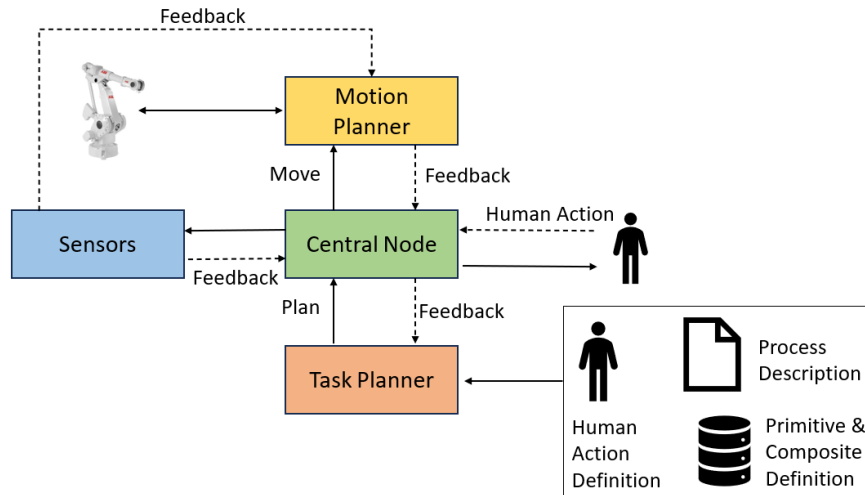 Feedback
Motion
Planner
Move
Feedback
Human Action
Sensors
Central Node
Feedback
Plan
Feedback
Task Planner
Process
Description
Human
Action
Definition
Primitive &
Composite
Definition